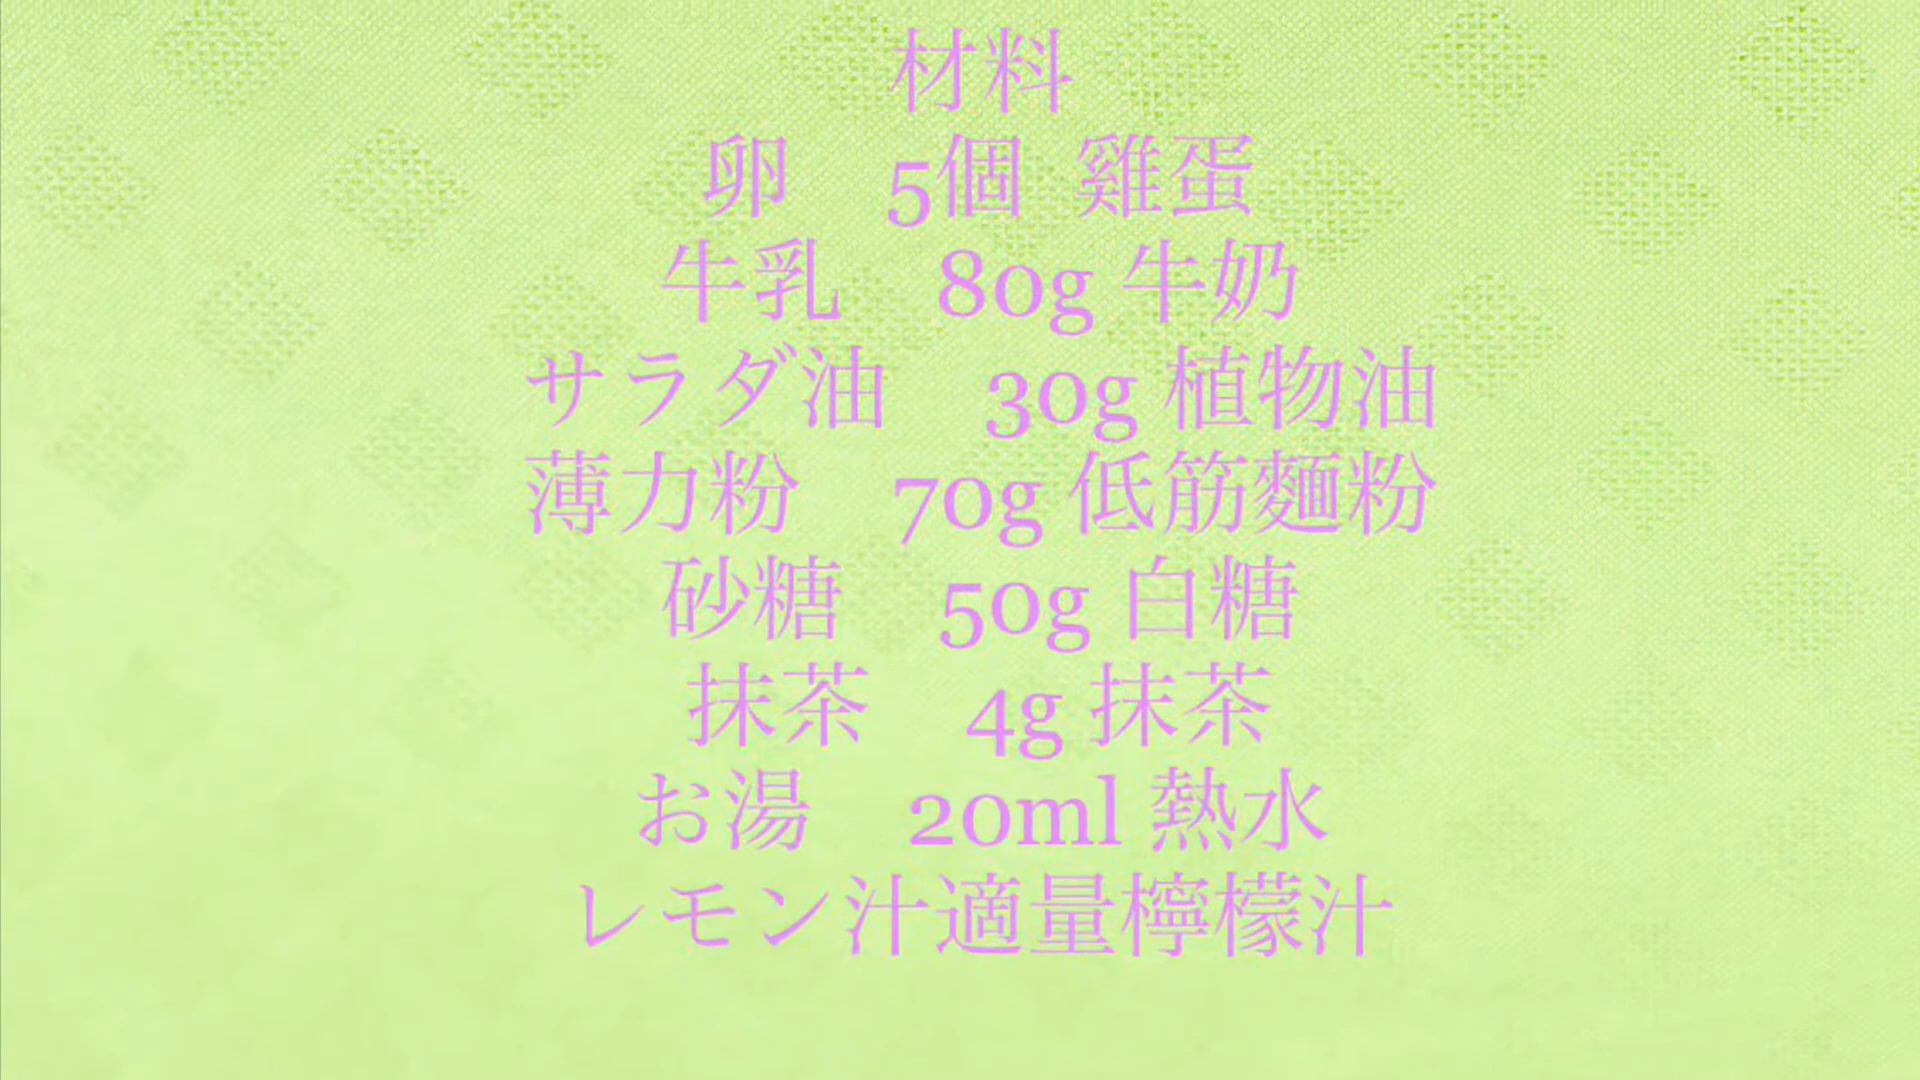 材料
卵　5個 雞蛋
牛乳　80g 牛奶
サラダ油　30g 植物油
薄力粉　70g 低筋麵粉
砂糖　50g 白糖
抹茶　4g 抹茶
お湯　20ml 熱水
レモン汁適量檸檬汁